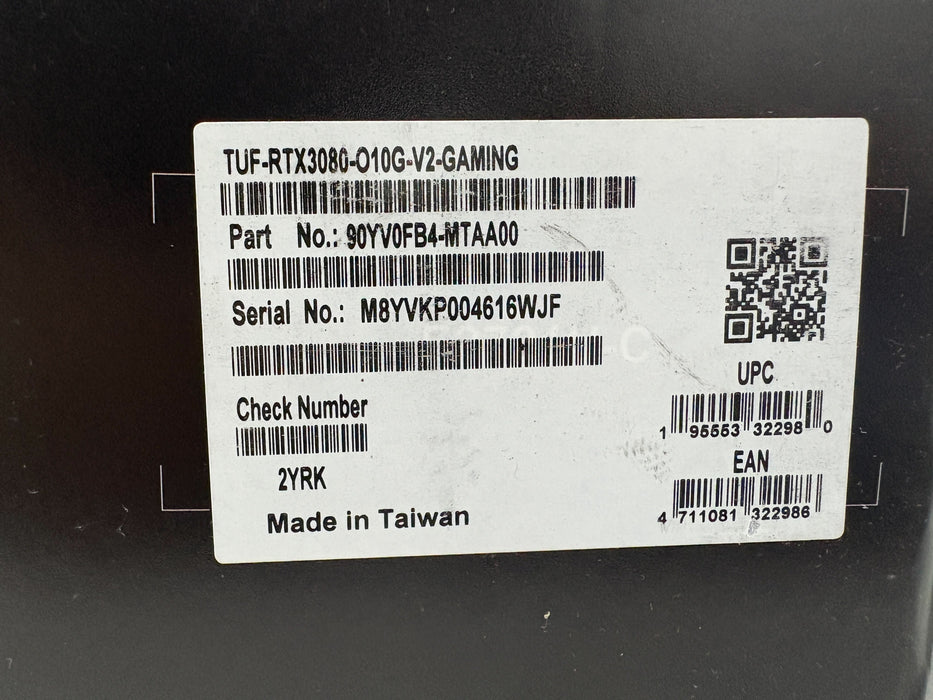 TUF-RTX3080-O10G-V2-GAMING
Part No.: 90YV0FB4-MTAA00
Serial No.: M8YVKP004616WJF
Check Number
2YRK
Made in Taiwan
UPC
1 95553 32298 0
EAN
4 711081 322986